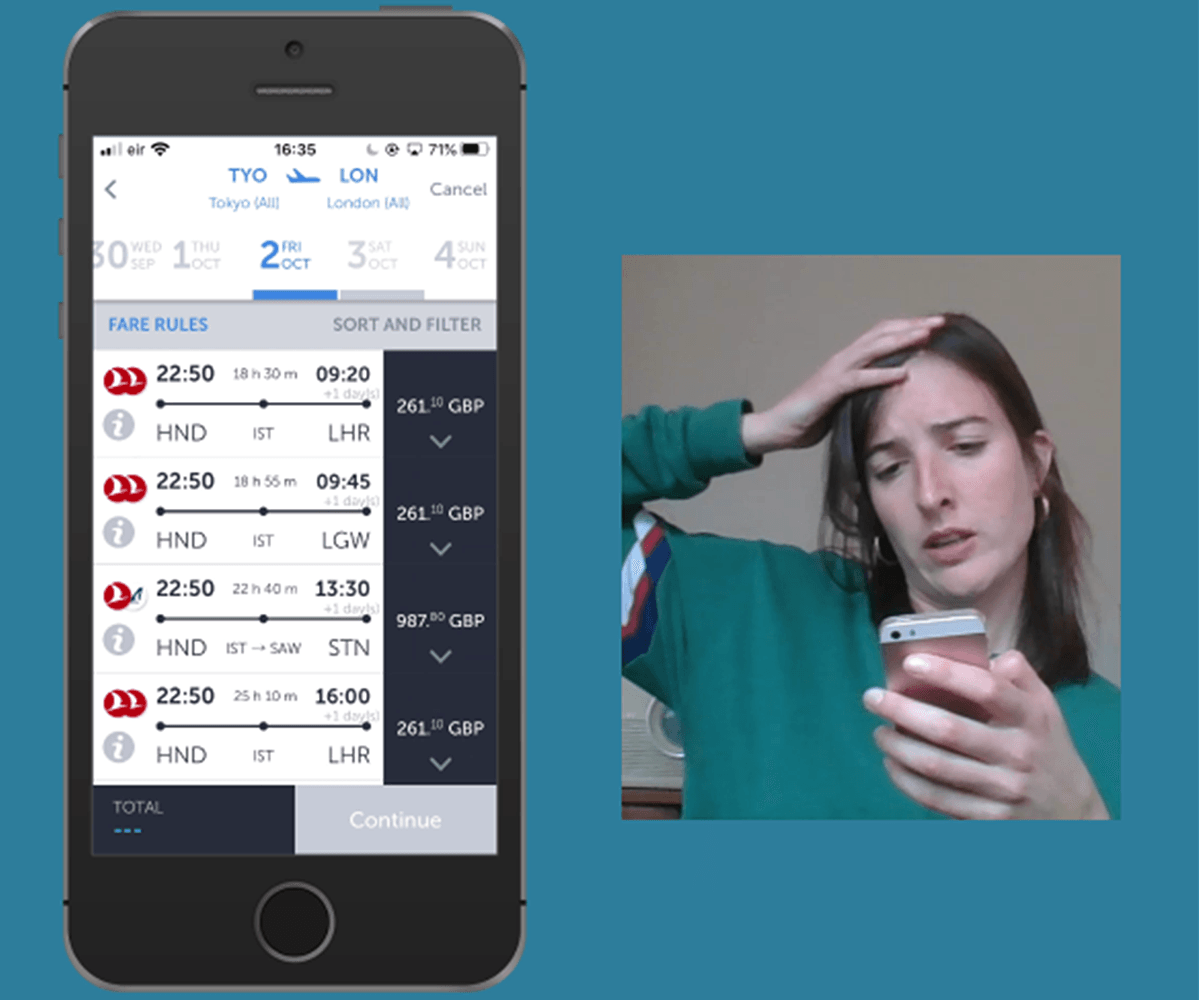 eir 16:35 71%
TYO LON
Tokyo (All) London (All) Cancel
30 WED SEP 1 THU OCT 2 FRI OCT 3 SAT OCT 4 SUN OCT
FARE RULES SORT AND FILTER
22:50 18 h 30 m 09:20
+1 day(s)
261.10 GBP
HND IST LHR
22:50 18 h 55 m 09:45
+1 day(s)
261.10 GBP
HND IST LGW
22:50 22 h 40 m 13:30
+1 day(s)
987.80 GBP
HND IST → SAW STN
22:50 25 h 10 m 16:00
+1 day(s)
261.10 GBP
HND IST LHR
TOTAL
---
Continue